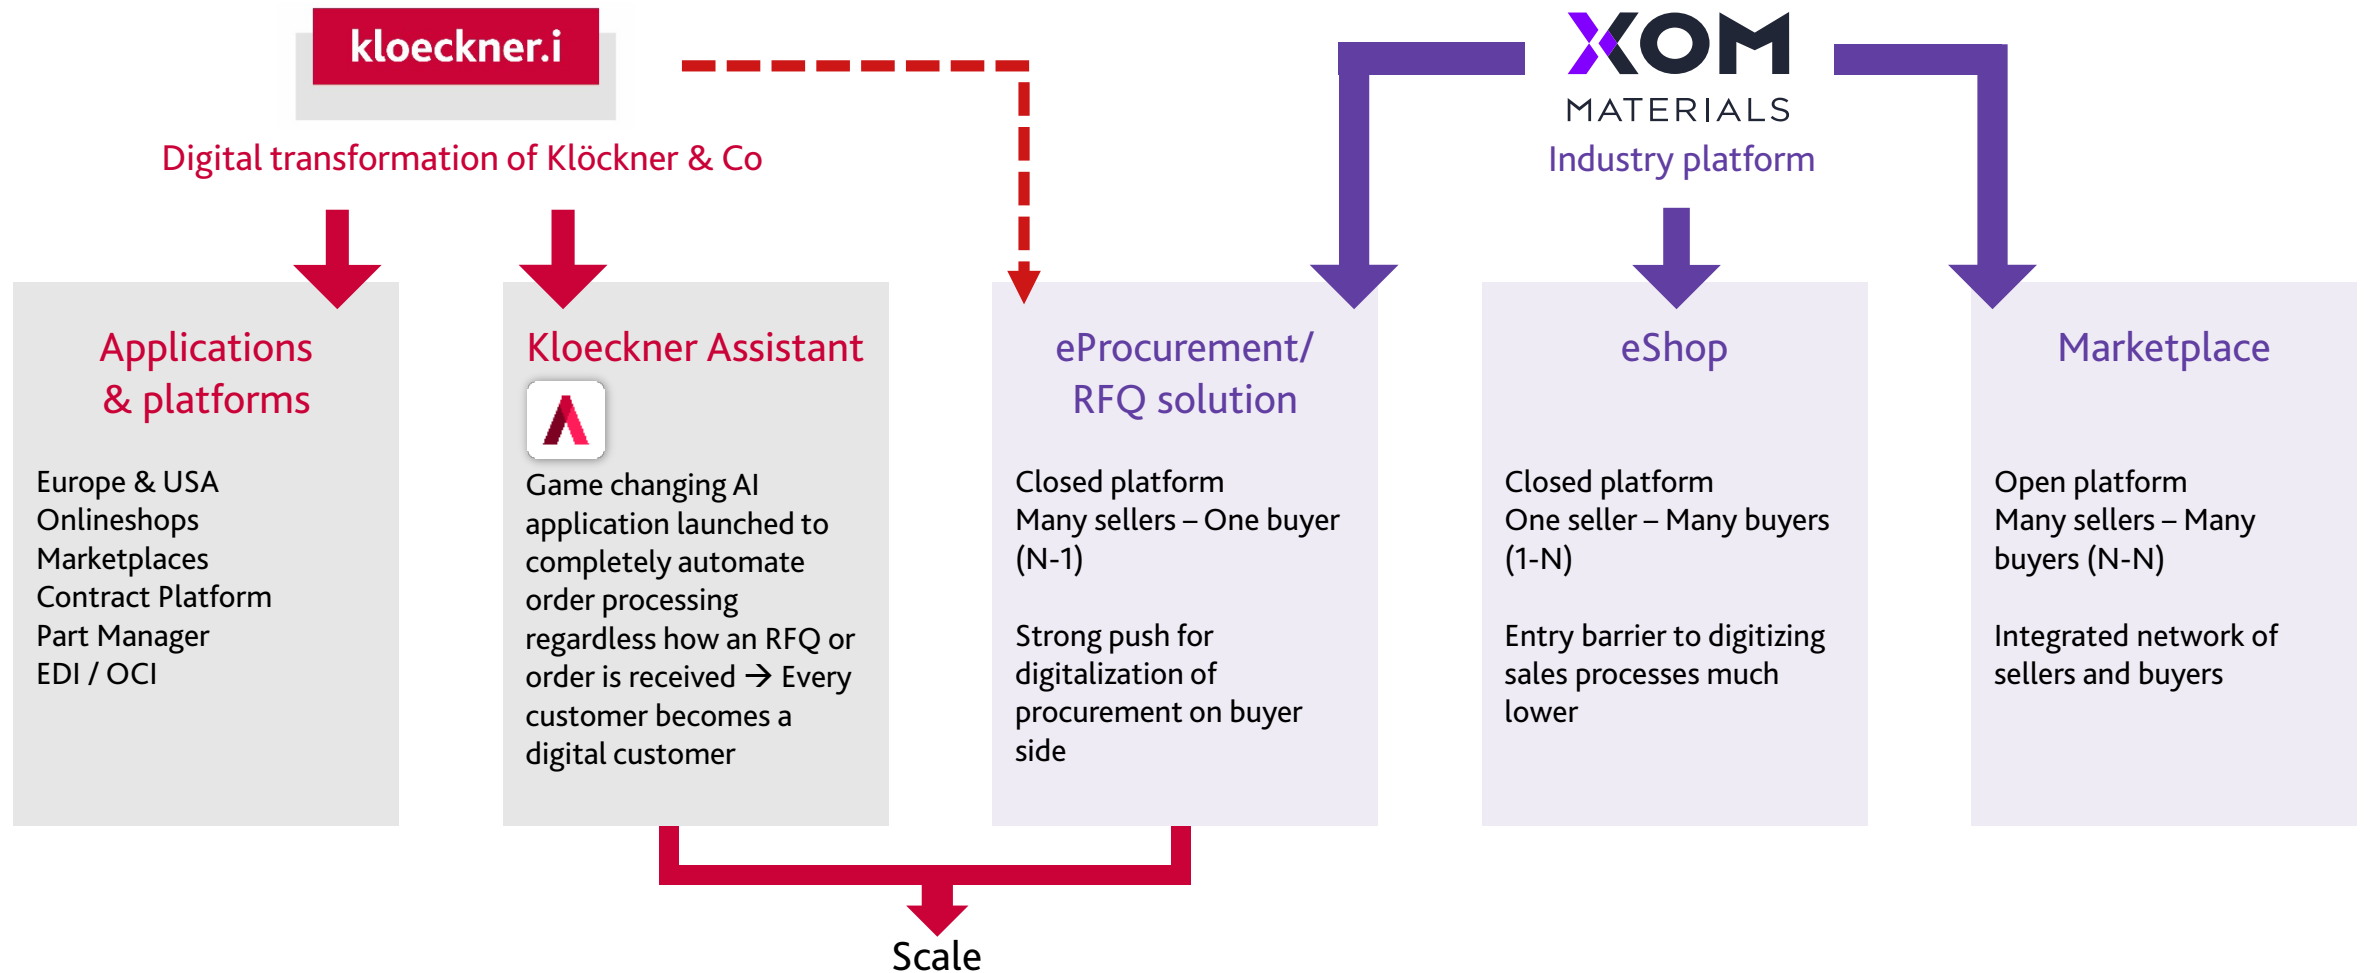 kloeckner.i
Digital transformation of Klöckner & Co
XOM
MATERIALS
Industry platform
Applications
& platforms
Europe & USA
Onlineshops
Marketplaces
Contract Platform
Part Manager
EDI / OCI
Kloeckner Assistant
Game changing AI
application launched to
completely automate
order processing
regardless how an RFQ or
order is received → Every
customer becomes a
digital customer
eProcurement/
RFQ solution
Closed platform
Many sellers – One buyer
(N-1)
Strong push for
digitalization of
procurement on buyer
side
eShop
Closed platform
One seller – Many buyers
(1-N)
Entry barrier to digitizing
sales processes much
lower
Marketplace
Open platform
Many sellers – Many
buyers (N-N)
Integrated network of
sellers and buyers
Scale